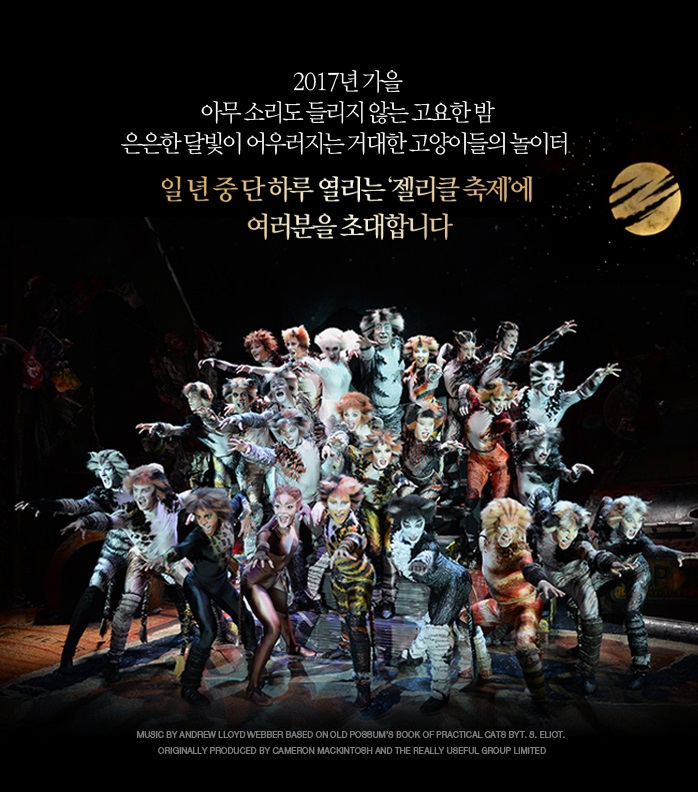 2017년 가을
아무 소리도 들리지 않는 고요한 밤
은은한 달빛이 어우러지는 거대한 고양이들의 놀이터
일 년 중 단 하루 열리는 ‘젤리클 축제’에
여러분을 초대합니다
MUSIC BY ANDREW LLOYD WEBBER BASED ON OLD POSSUM'S BOOK OF PRACTICAL CATS BYT. S. ELIOT.
ORIGINALLY PRODUCED BY CAMERON MACKINTOSH AND THE REALLY USEFUL GROUP LIMITED